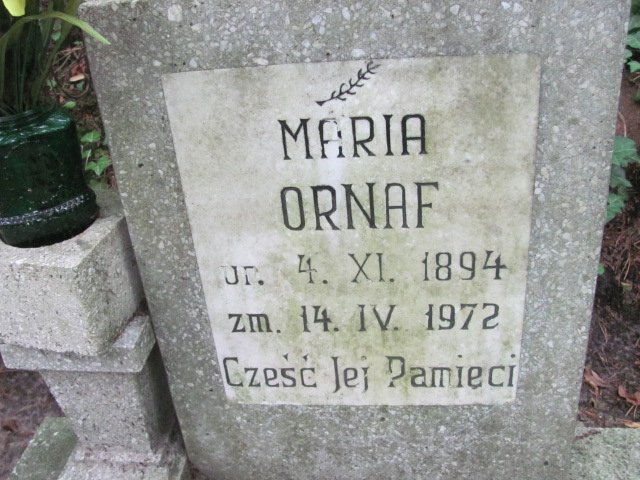 MARIA
ORNAF
ur. 4. XI. 1894
zm. 14. IV. 1972
Cześć Jej Pamięci